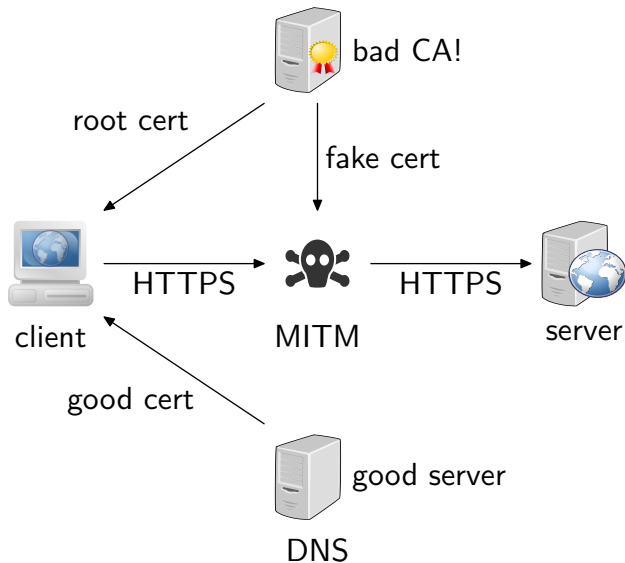 bad CA!
root cert
fake cert
HTTPS
HTTPS
client
MITM
server
good cert
good server
DNS